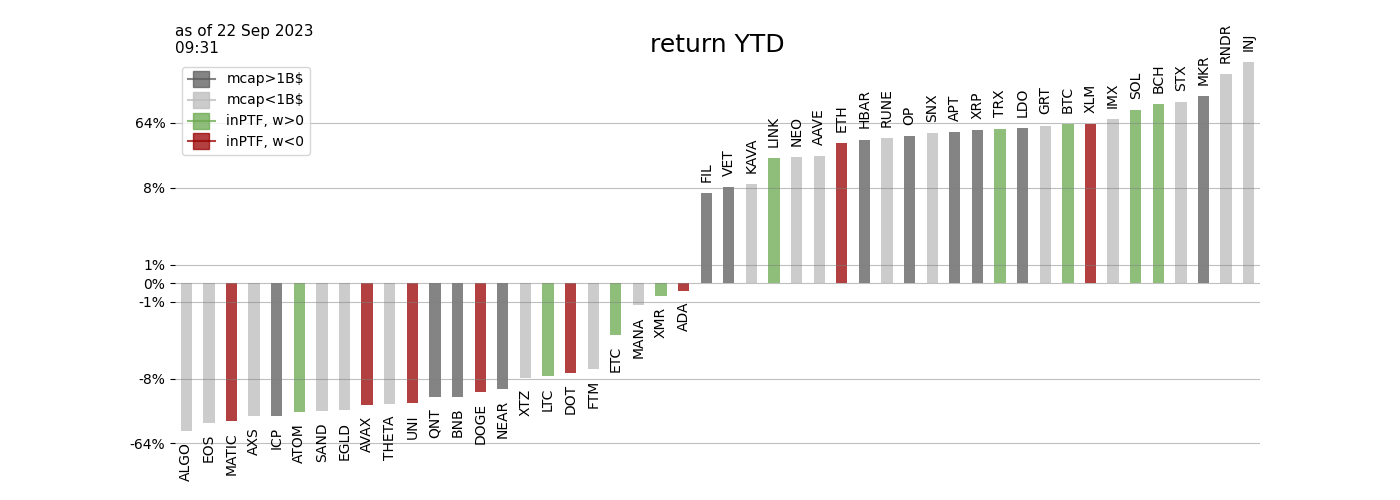 as of 22 Sep 2023
09:31
return YTD
mcap>1B$
mcap<1B$
inPTF, w>0
inPTF, w<0
64%
8%
1%
0%
-1%
-8%
-64%
ALGO
EOS
MATIC
AXS
ICP
ATOM
SAND
EGLD
AVAX
THETA
UNI
QNT
BNB
DOGE
NEAR
XTZ
LTC
DOT
FTM
ETC
MANA
XMR
ADA
FIL
VET
KAVA
LINK
NEO
AAVE
ETH
HBAR
RUNE
OP
SNX
APT
XRP
TRX
LDO
GRT
BTC
XLM
IMX
SOL
BCH
STX
MKR
RNDR
INJ